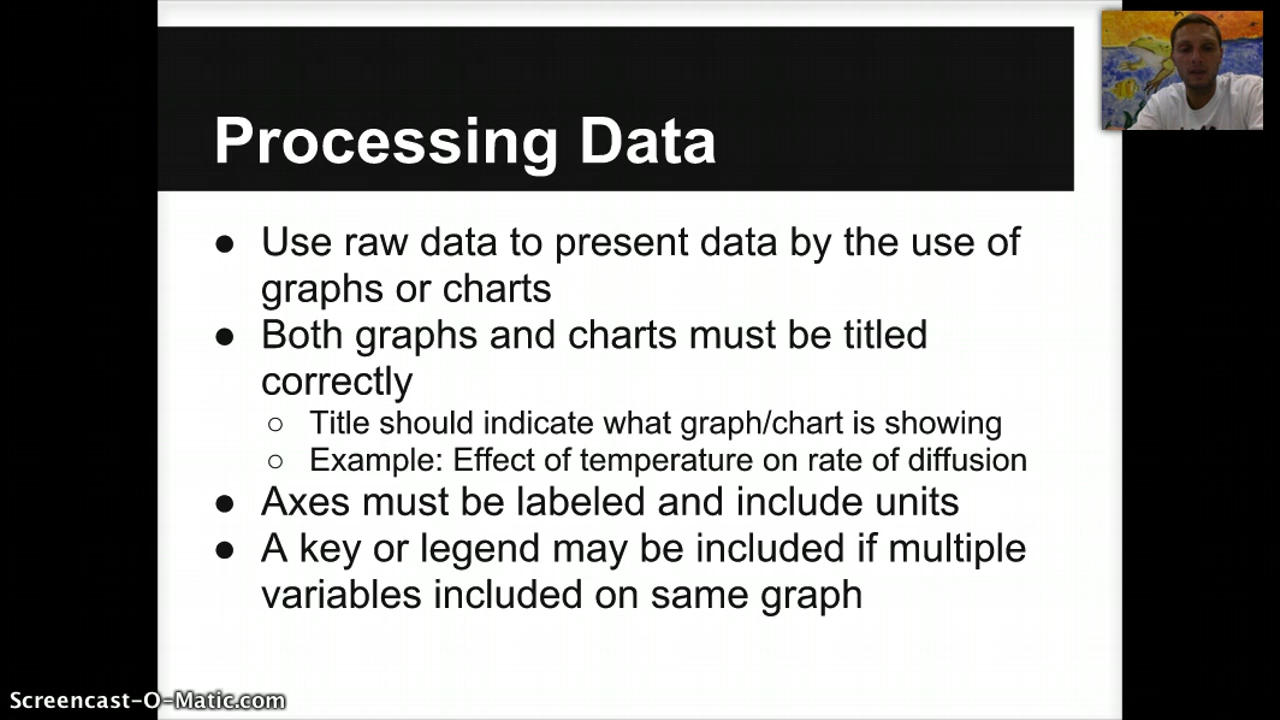 Processing Data
● Use raw data to present data by the use of
graphs or charts
● Both graphs and charts must be titled
correctly
○ Title should indicate what graph/chart is showing
○ Example: Effect of temperature on rate of diffusion
● Axes must be labeled and include units
● A key or legend may be included if multiple
variables included on same graph
Screencast-O-Matic.com